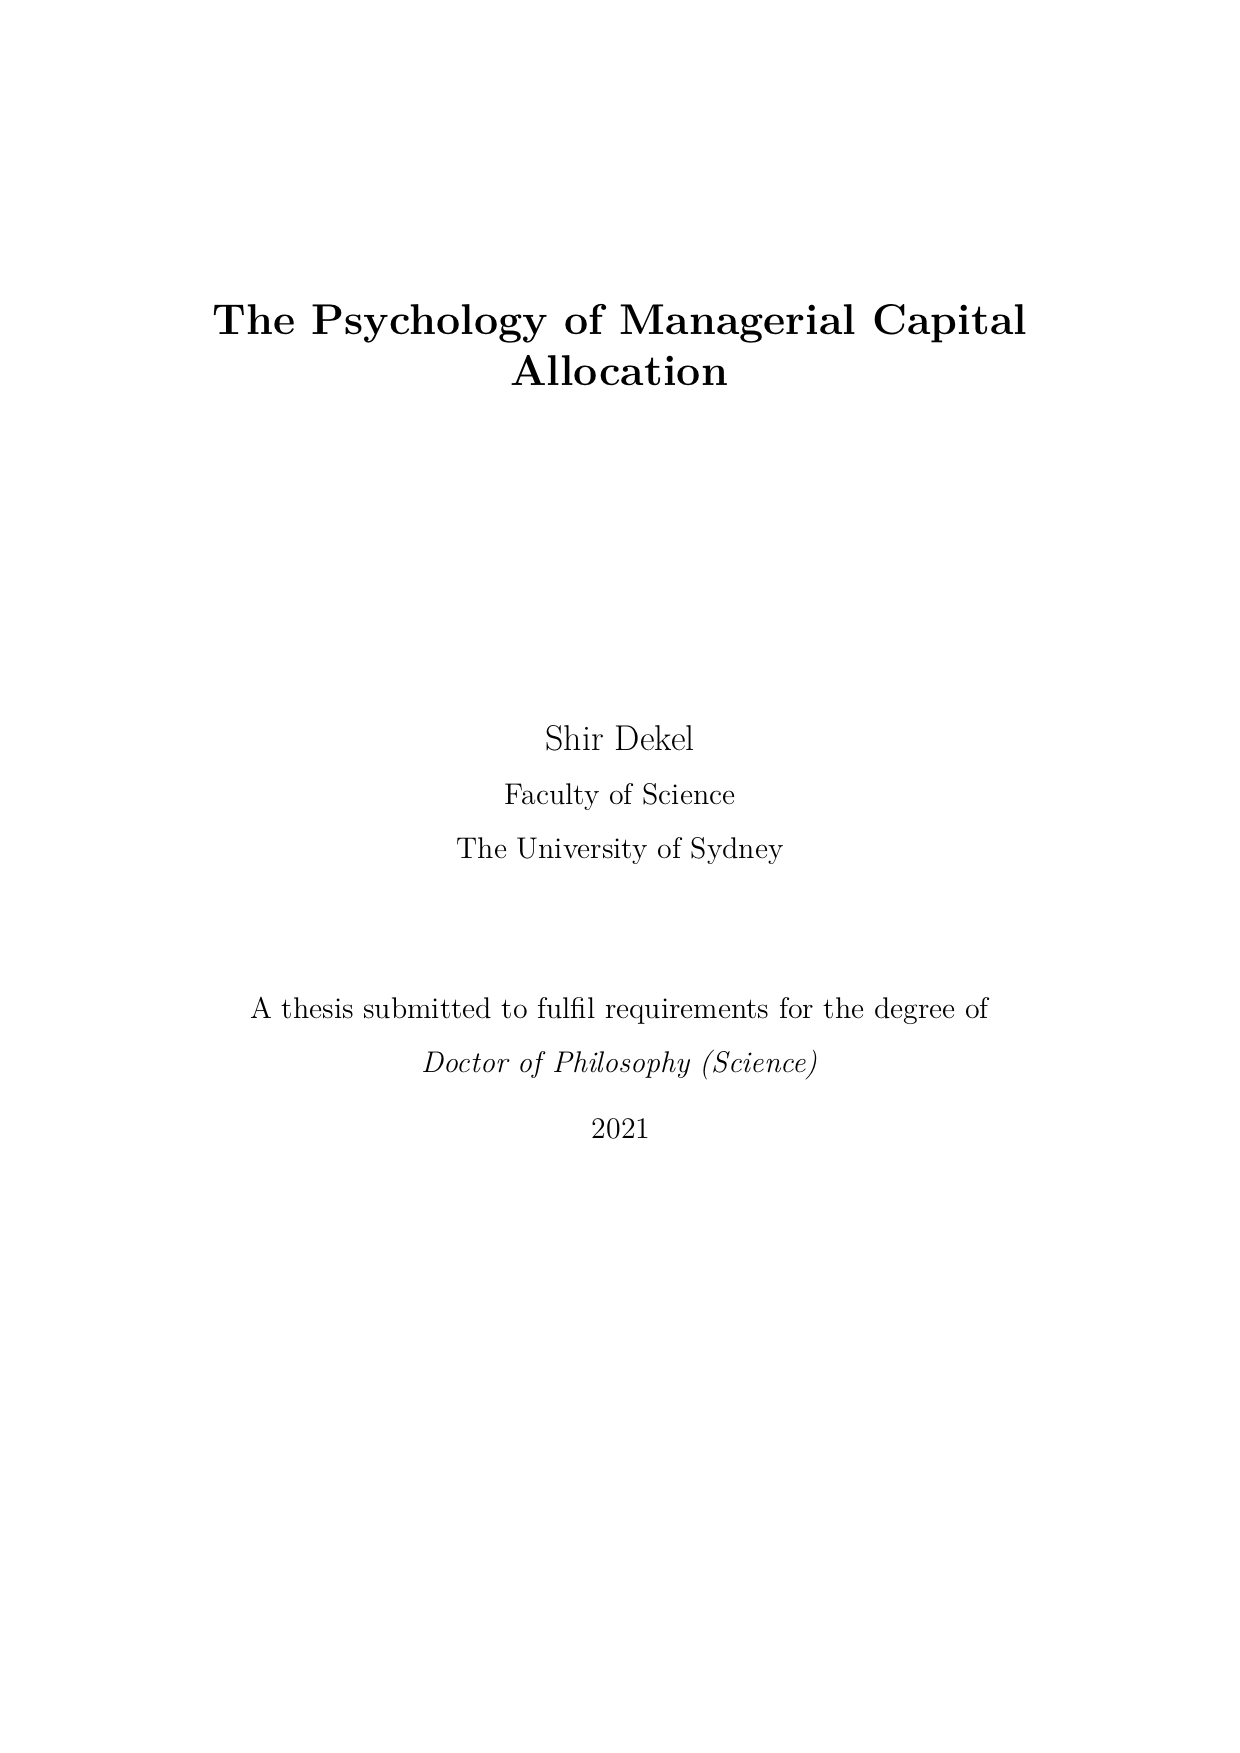 The Psychology of Managerial Capital
Allocation
Shir Dekel
Faculty of Science
The University of Sydney
A thesis submitted to fulfil requirements for the degree of
Doctor of Philosophy (Science)
2021